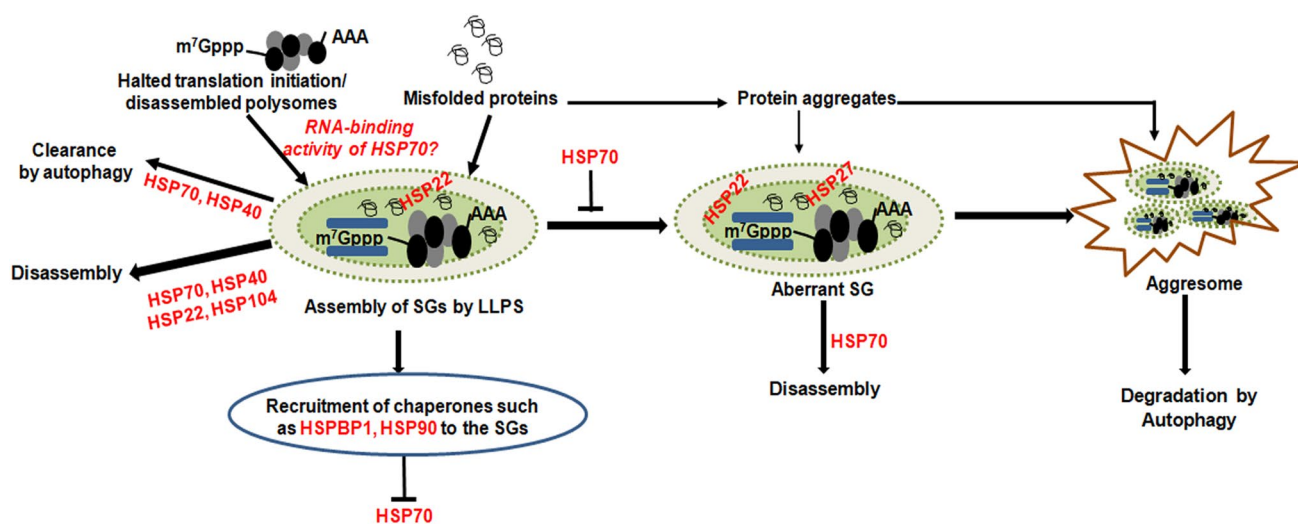 m⁷Gppp
AAA
Halted translation initiation/
disassembled polysomes
Misfolded proteins
Protein aggregates
RNA-binding
activity of HSP70?
Clearance
by autophagy
HSP70, HSP40
HSP70
HSP22
AAA
m⁷Gppp
HSP22
HSP27
AAA
m⁷Gppp
Disassembly
HSP70, HSP40
HSP22, HSP104
Assembly of SGs by LLPS
Aberrant SG
Aggresome
HSP70
Disassembly
Degradation by
Autophagy
Recruitment of chaperones such
as HSPBP1, HSP90 to the SGs
HSP70